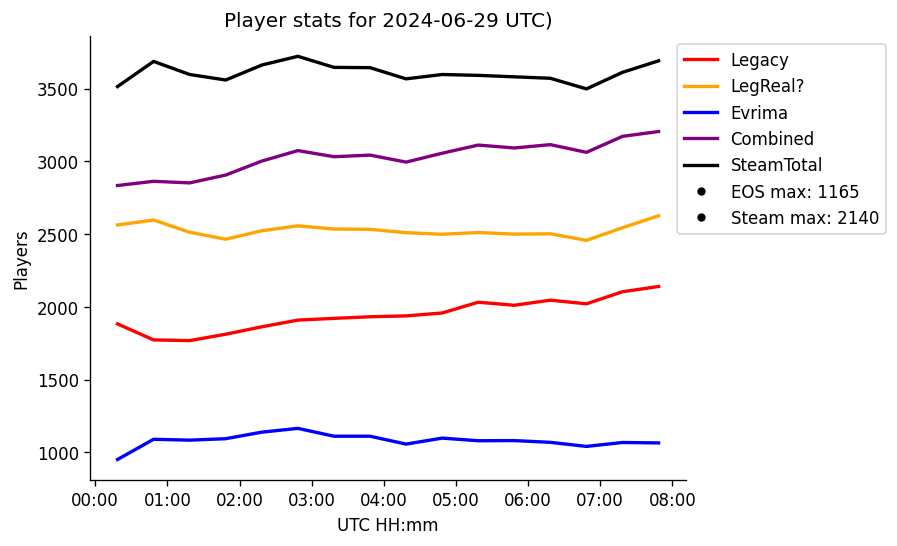 Player stats for 2024-06-29 UTC)
Legacy
LegReal?
Evrima
Combined
SteamTotal
EOS max: 1165
Steam max: 2140
Players
3500
3000
2500
2000
1500
1000
00:00 01:00 02:00 03:00 04:00 05:00 06:00 07:00 08:00
UTC HH:mm